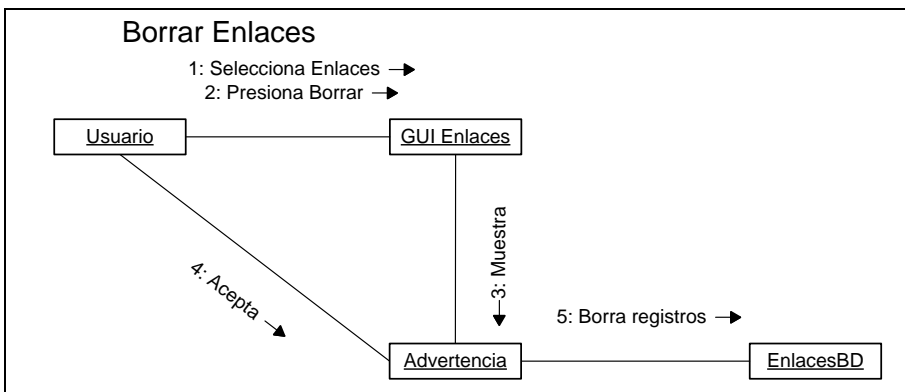 Borrar Enlaces
1: Selecciona Enlaces
2: Presiona Borrar
Usuario
GUI Enlaces
3: Muestra
4: Acepta
5: Borra registros
Advertencia
EnlacesBD